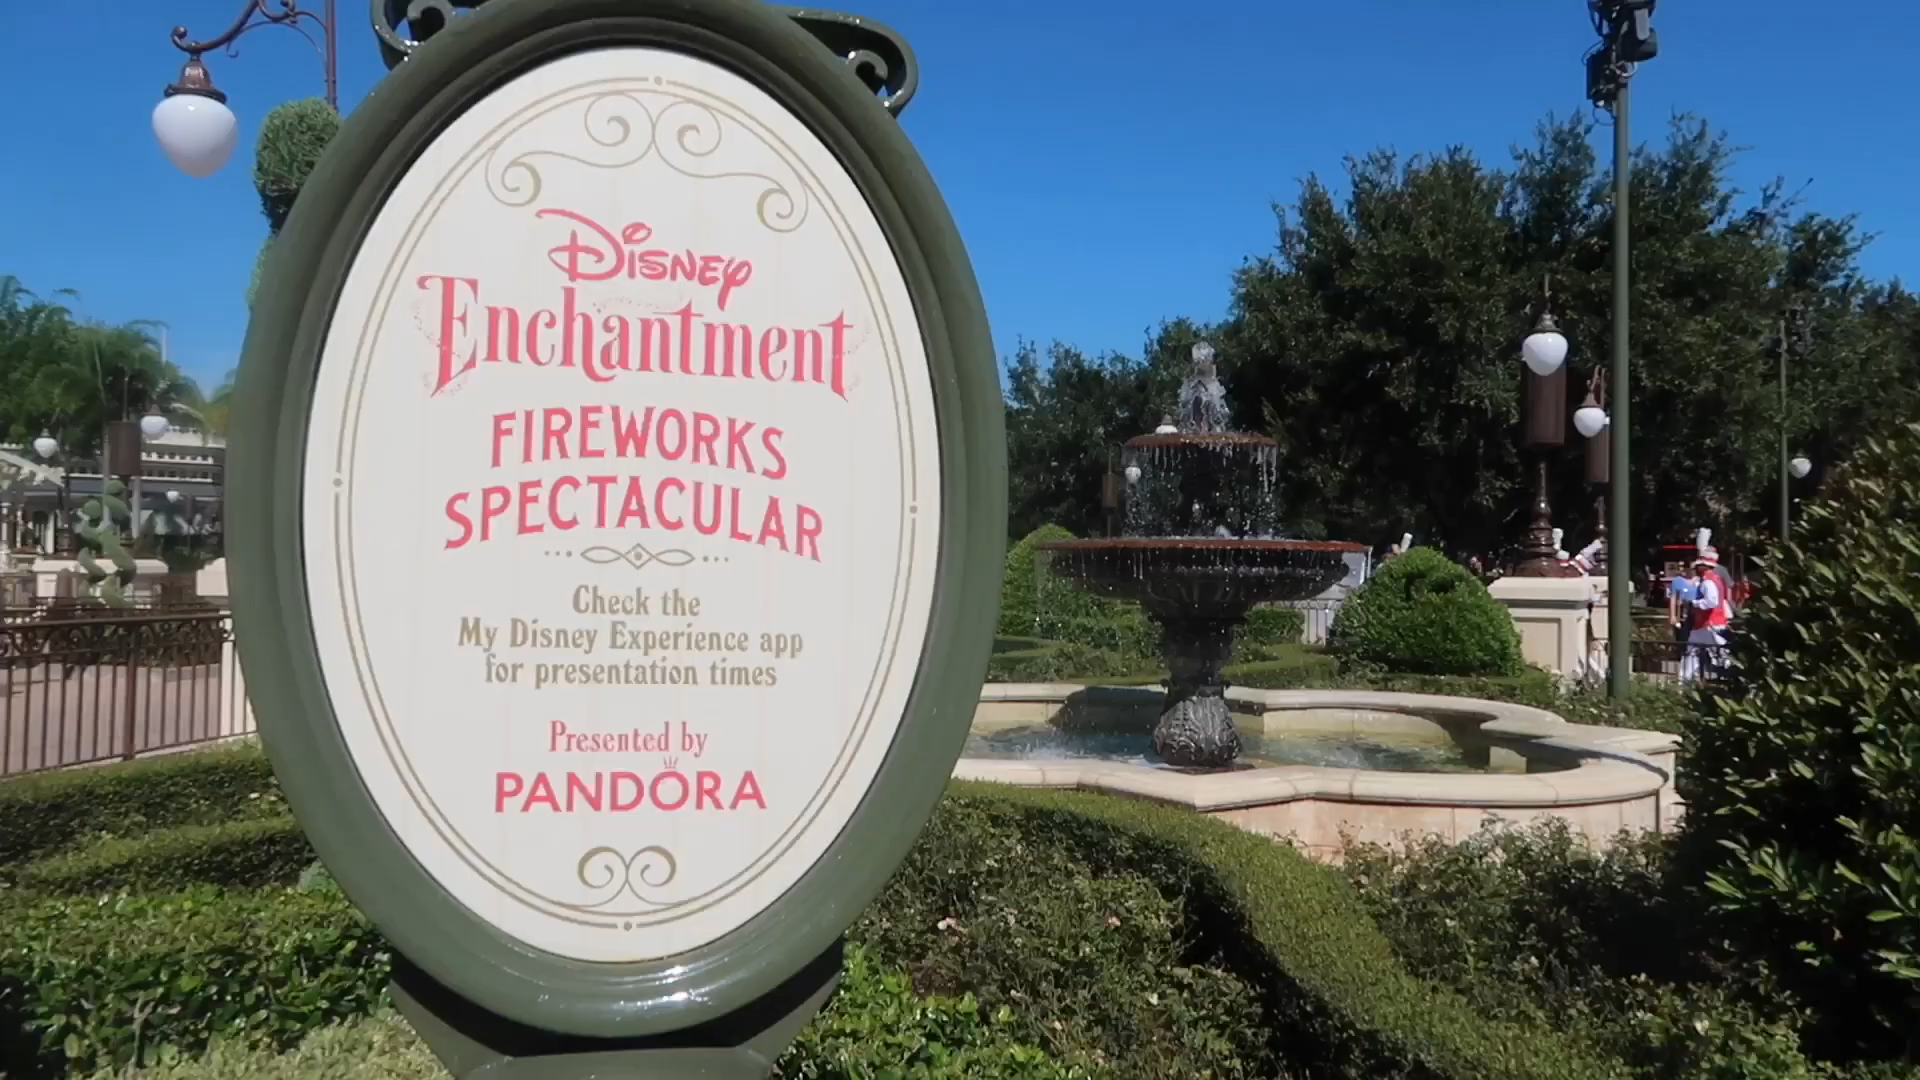 Disney
Enchantment
FIREWORKS
SPECTACULAR
Check the
My Disney Experience app
for presentation times
Presented by
PANDORA